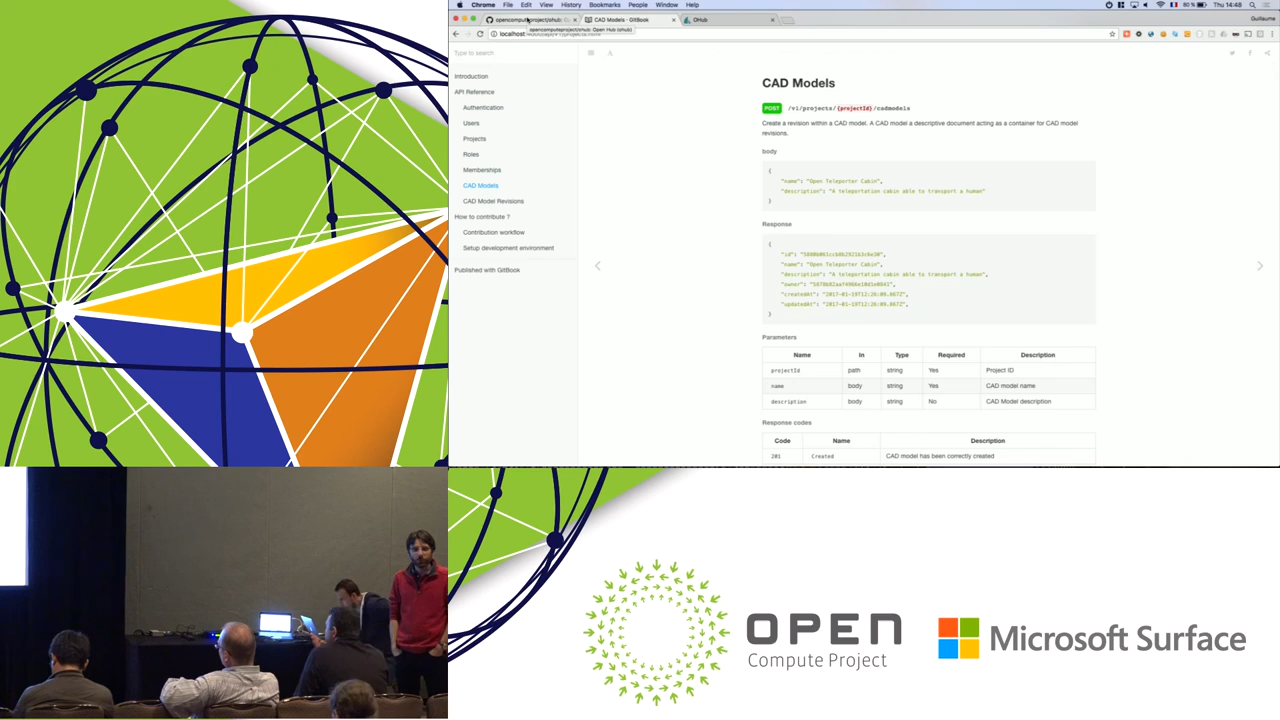 Chrome File Edit View History Bookmarks People Window Help
80 % Thu 14:48 Guillaume
CAD Models · GitBook
OHub
opencomputeproject/ohub: Open Hub (ohub)
Type to search
Introduction
API Reference
Authentication
Users
Projects
Roles
Memberships
CAD Models
CAD Model Revisions
How to contribute ?
Contribution workflow
Setup development environment
Published with GitBook
CAD Models
POST /v1/projects/{projectId}/cadmodels
Create a revision within a CAD model. A CAD model a descriptive document acting as a container for CAD model
revisions.
body
{
"name": "Open Teleporter Cabin",
"description": "A teleportation cabin able to transport a human"
}
Response
{
"name": "Open Teleporter Cabin",
"description": "A teleportation cabin able to transport a human",
}
Parameters
Name In Type Required Description
projectId path string Yes Project ID
name body string Yes CAD model name
description body string No CAD Model description
Response codes
Code Name Description
201 Created CAD model has been correctly created
OPEN
Compute Project
Microsoft Surface